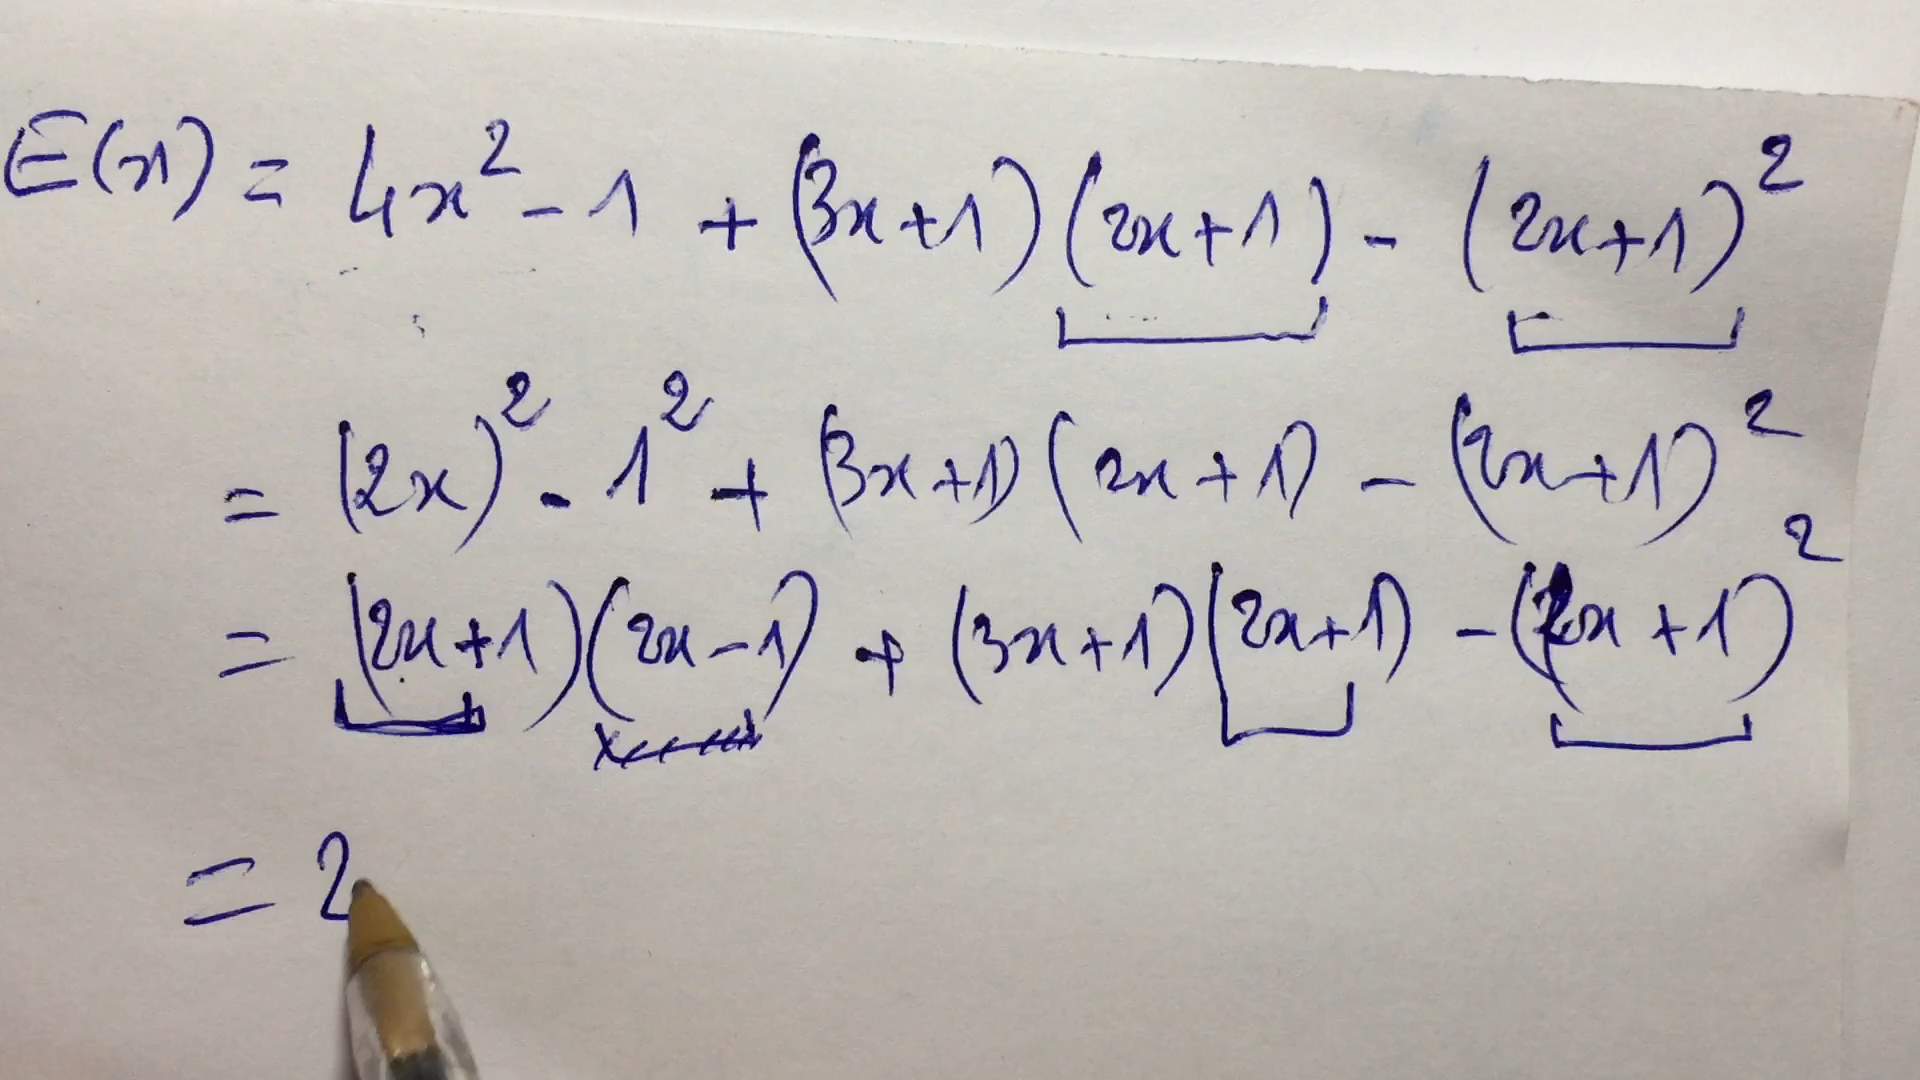 E(x) = 4x² - 1 + (3x+1)(2x+1) - (2x+1)²
= (2x)² - 1² + (3x+1)(2x+1) - (2x+1)²
= (2x+1)(2x-1) + (3x+1)(2x+1) - (2x+1)²
= 2